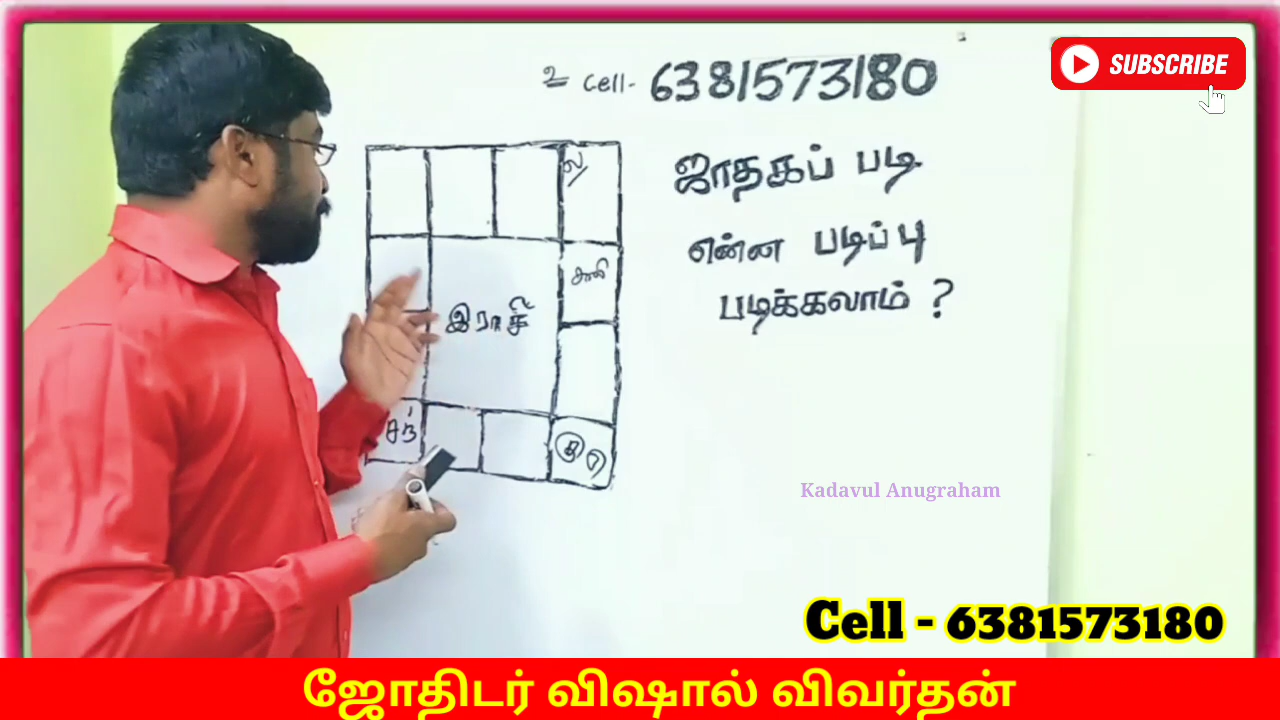 உ Cell- 6381573180
SUBSCRIBE
ஜாதகப் படி
என்ன படிப்பு
படிக்கலாம் ?
ல/
சனி
இராசி
சந்
குரு
Kadavul Anugraham
Cell - 6381573180
ஜோதிடர் விஷால் விவர்தன்